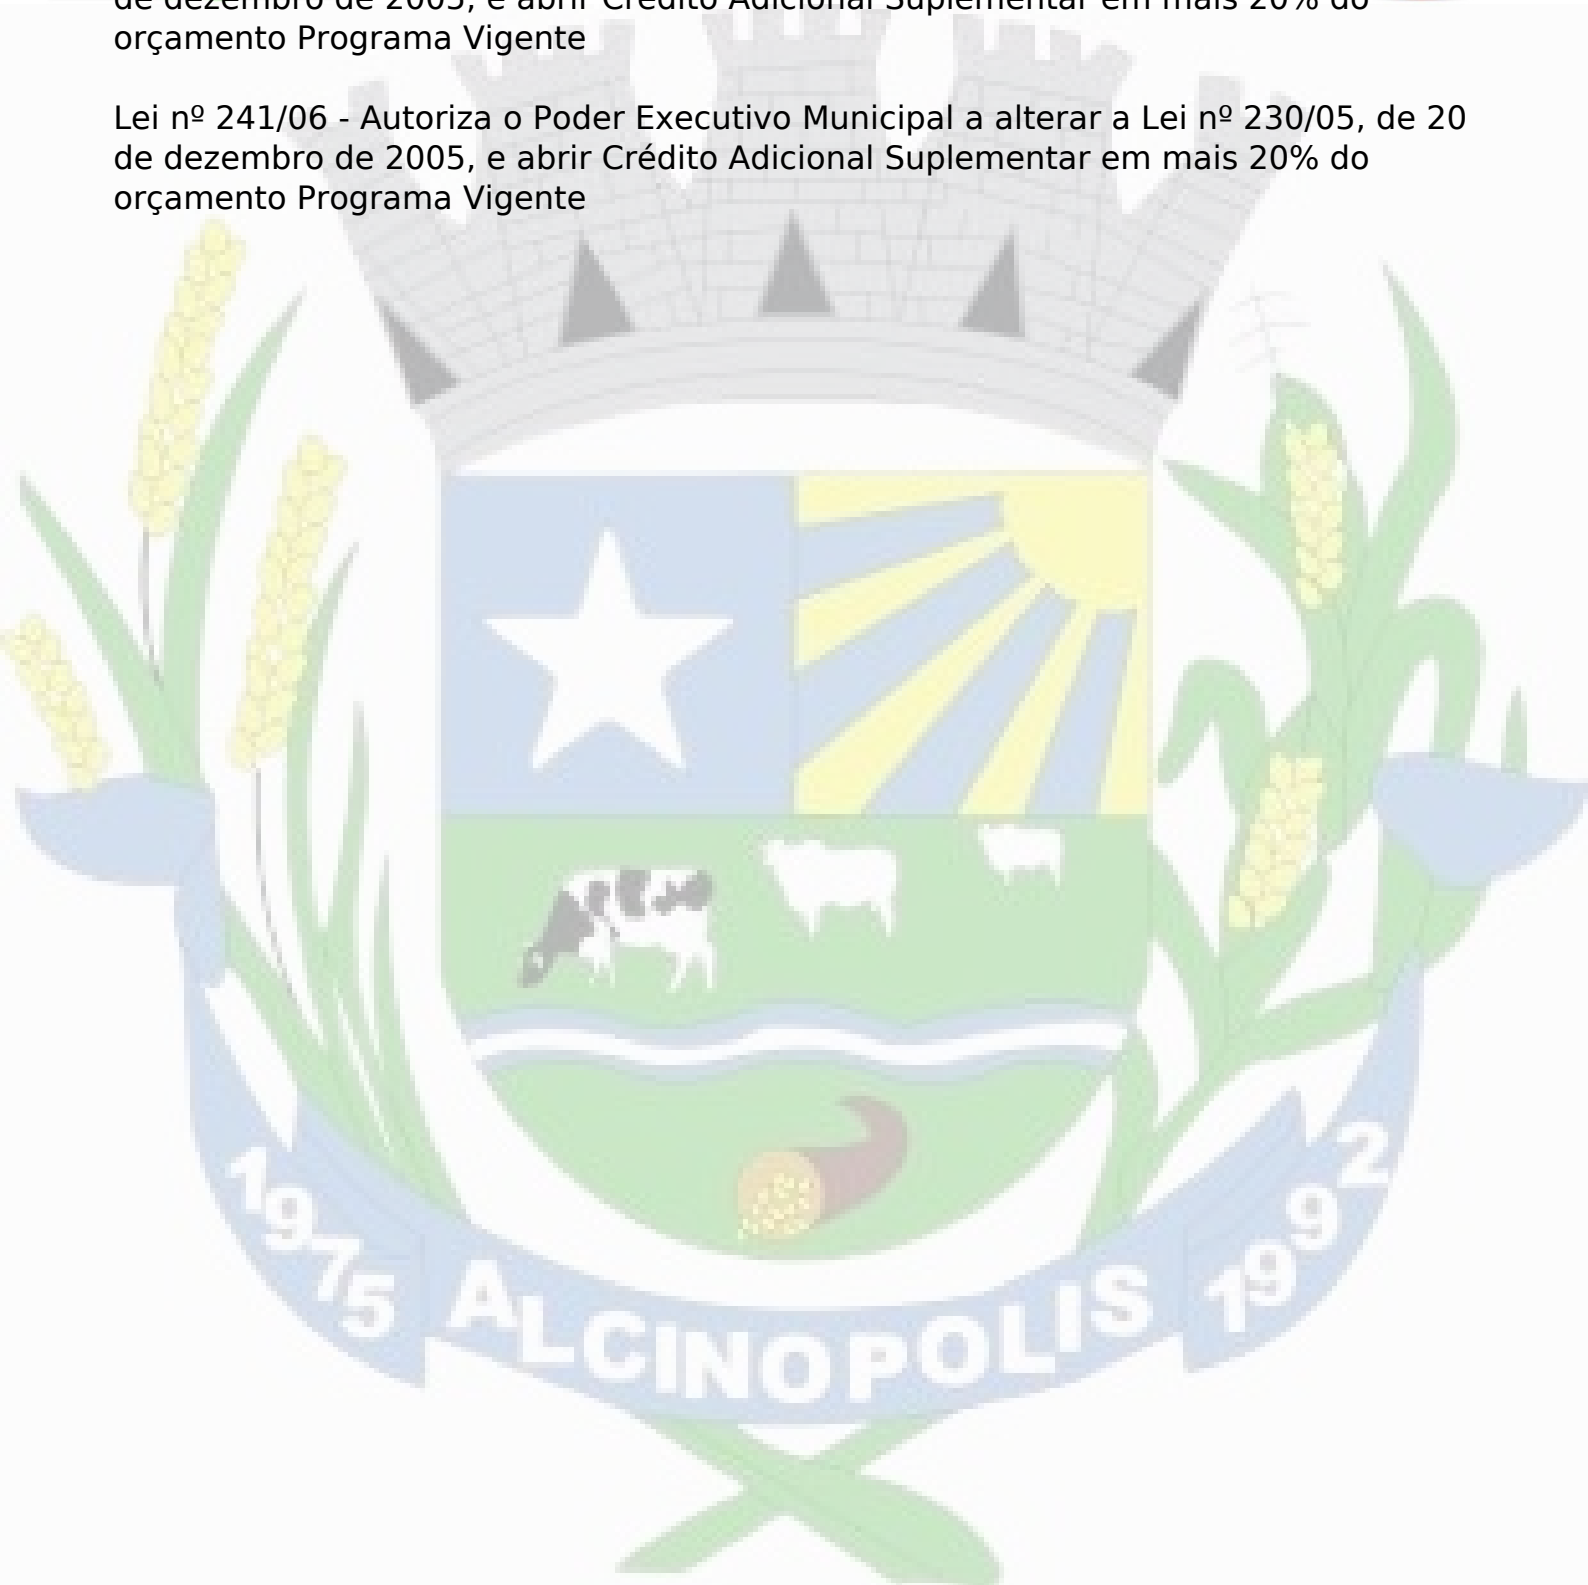 de dezembro de 2005, e abrir Crédito Adicional Suplementar em mais 20% do
orçamento Programa Vigente
Lei nº 241/06 - Autoriza o Poder Executivo Municipal a alterar a Lei nº 230/05, de 20
de dezembro de 2005, e abrir Crédito Adicional Suplementar em mais 20% do
orçamento Programa Vigente
1975 ALCINOPOLIS 1992